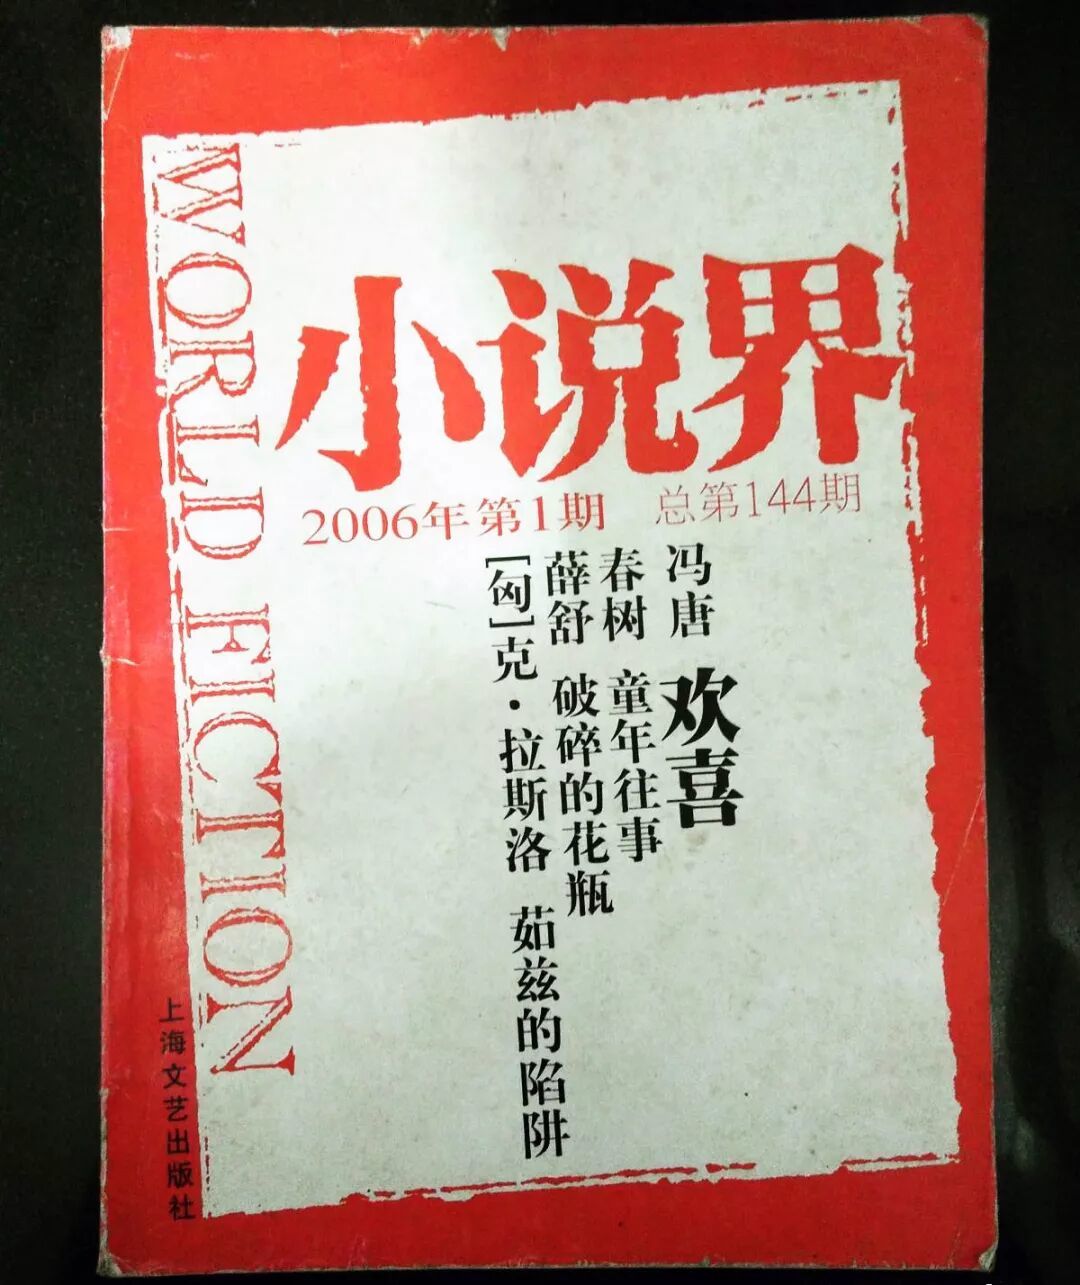 WORLD FICTION
小说界
2006年第1期 总第144期
冯唐 欢喜
春树 童年往事
薛舒 破碎的花瓶
[匈]克·拉斯洛 茹兹的陷阱
上海文艺出版社